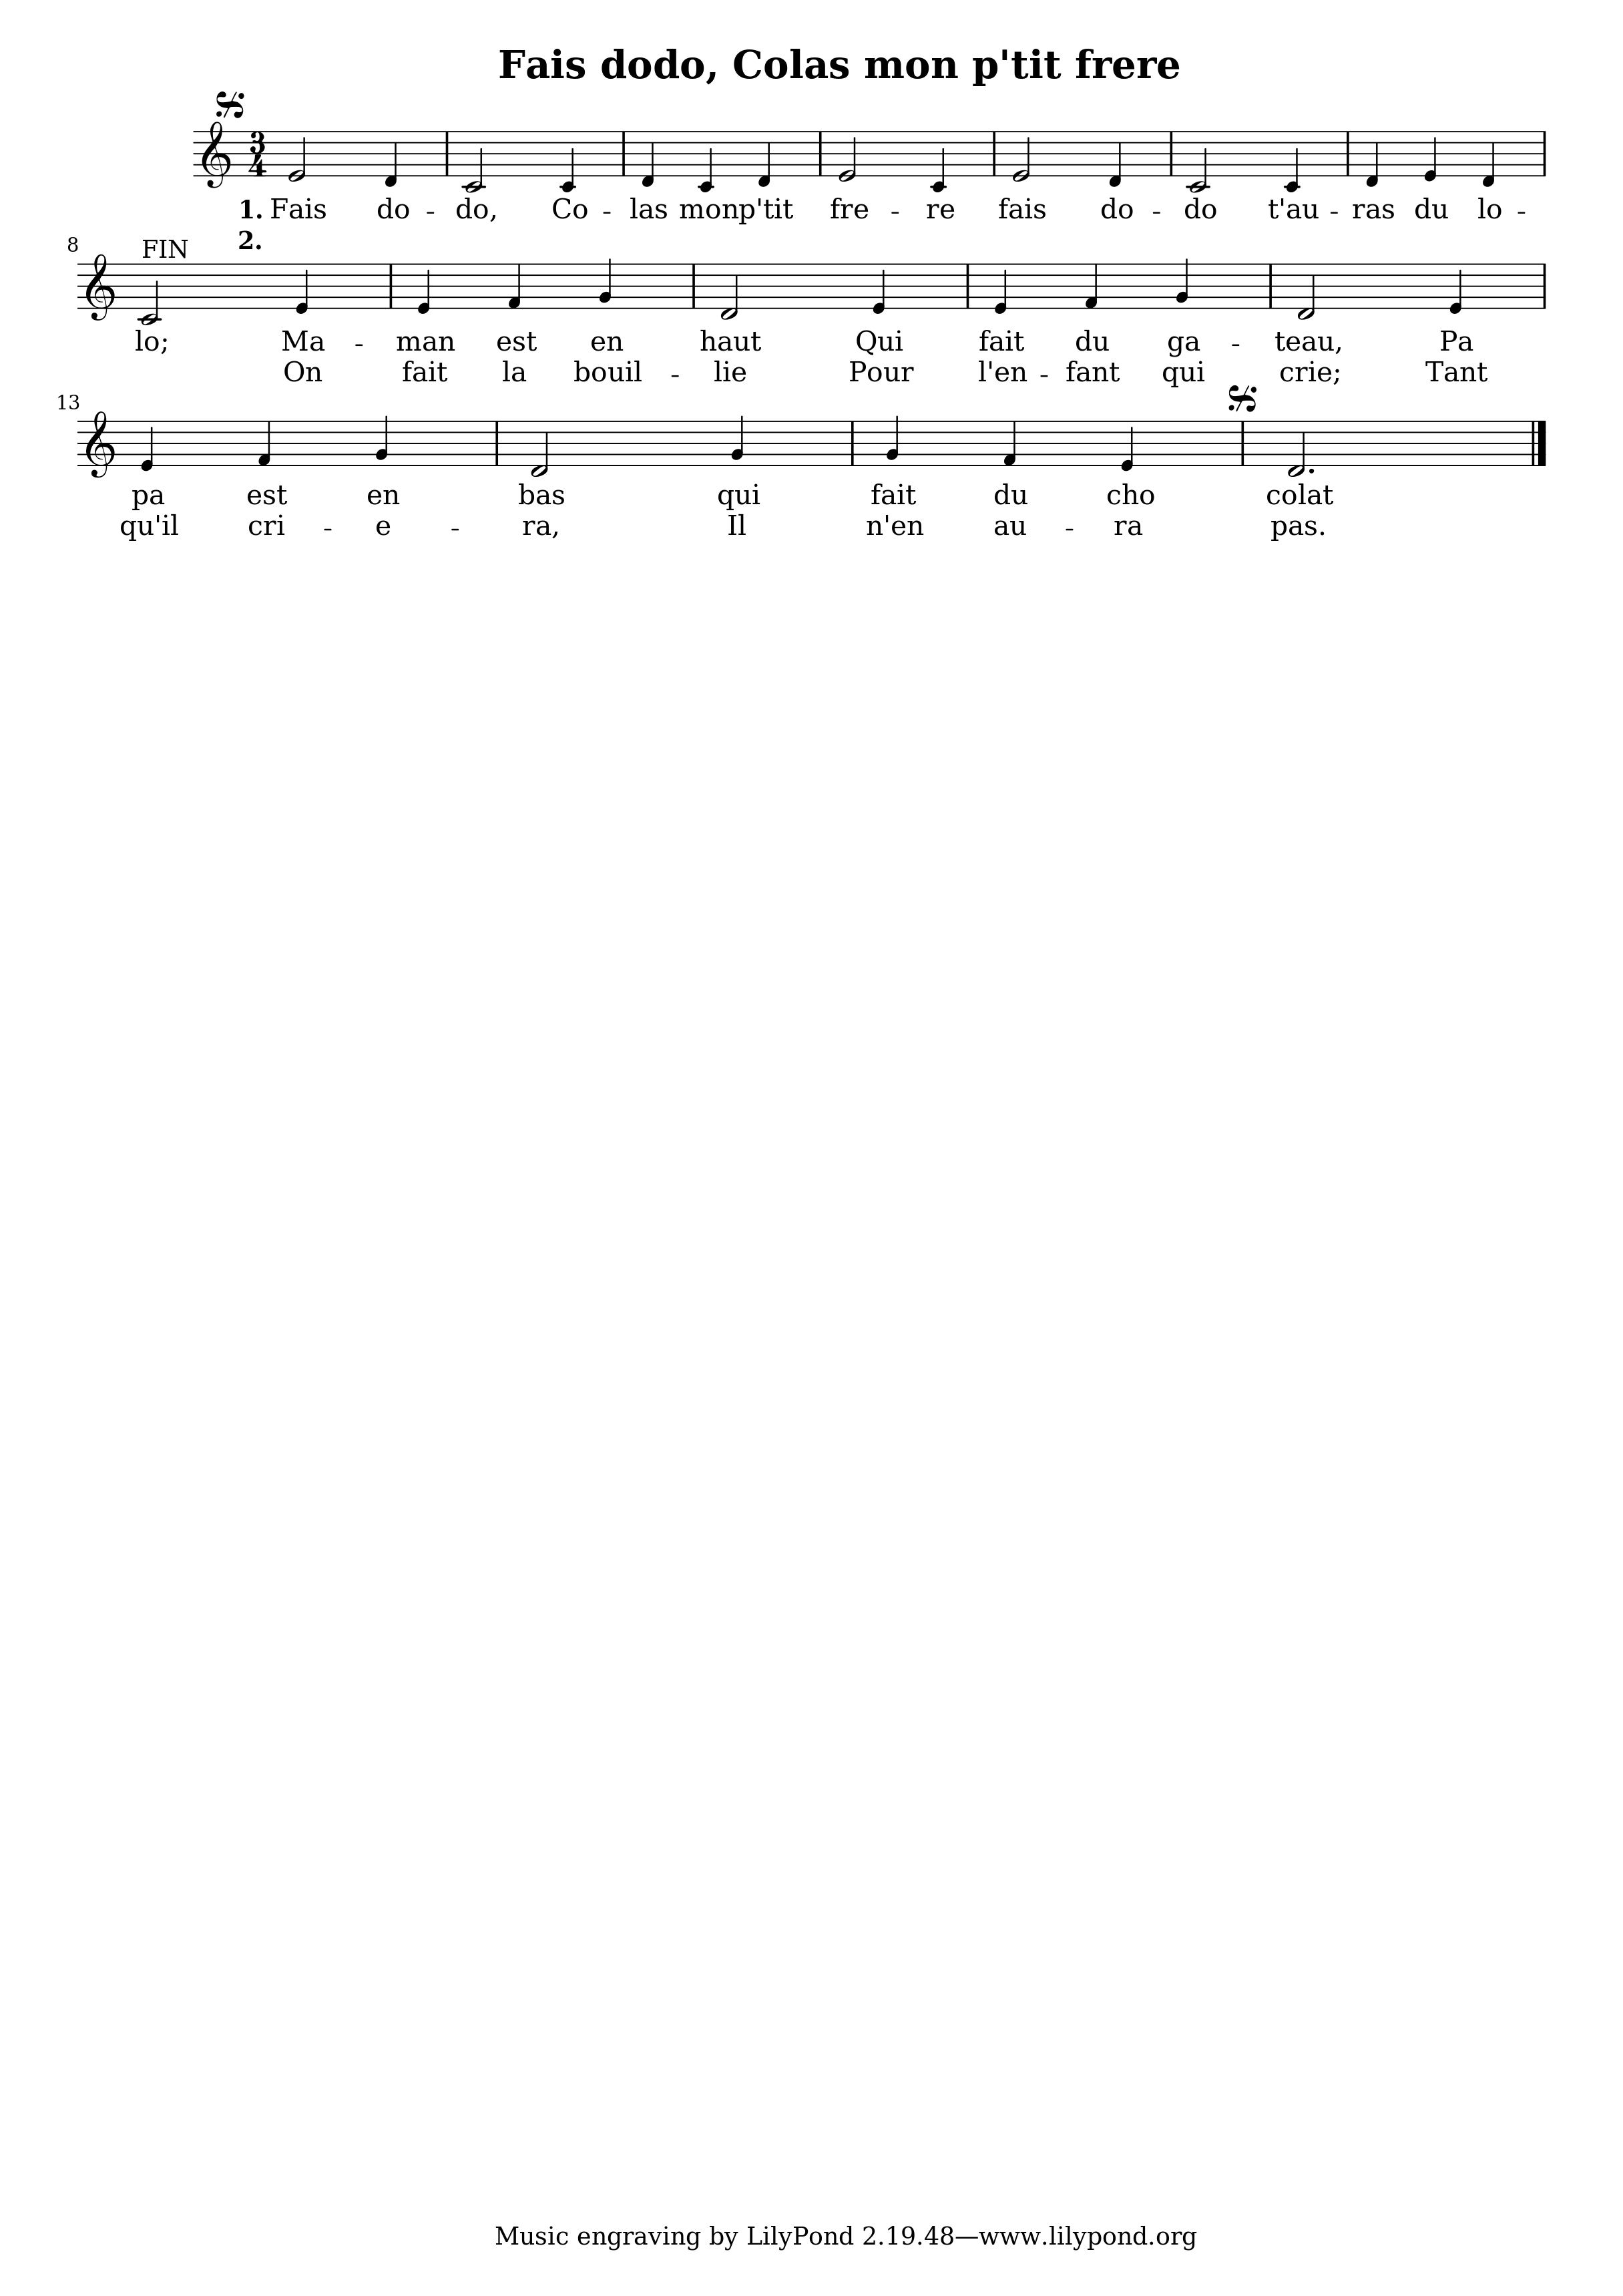 Fais dodo, Colas mon p'tit frere
3
4
1. Fais do - do, Co - las mon p'tit fre - re fais do - do t'au - ras du lo -
2.
8 FIN
lo; Ma - man est en haut Qui fait du ga - teau, Pa
On fait la bouil - lie Pour l'en - fant qui crie; Tant
13
pa est en bas qui fait du cho colat
qu'il cri - e - ra, Il n'en au - ra pas.
Music engraving by LilyPond 2.19.48—www.lilypond.org